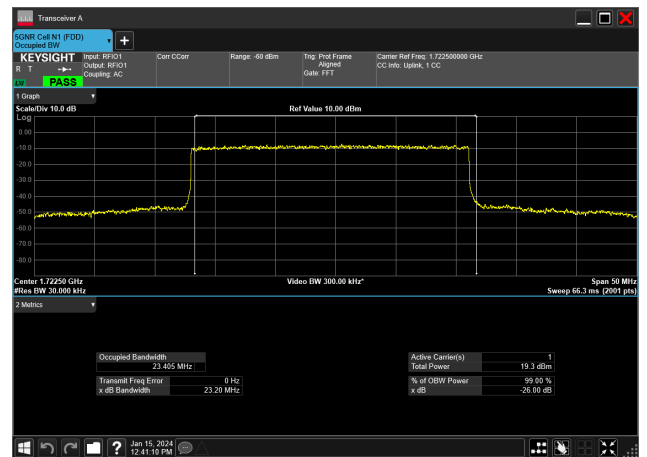 Transceiver A
5GNR Cell N1 (FDD)
Occupied BW
KEYSIGHT
R T
LXI
PASS
Input: RFIO1
Output: RFIO1
Coupling: AC
Corr CCorr
Range: -60 dBm
Trig: Prot Frame
Aligned
Gate: FFT
Carrier Ref Freq: 1.722500000 GHz
CC Info: Uplink, 1 CC
1 Graph
Scale/Div 10.0 dB
Ref Value 10.00 dBm
Log
0.00
-10.0
-20.0
-30.0
-40.0
-50.0
-60.0
-70.0
-80.0
Center 1.72250 GHz
#Res BW 30.000 kHz
Video BW 300.00 kHz*
Span 50 MHz
Sweep 66.3 ms (2001 pts)
2 Metrics
Occupied Bandwidth
23.405 MHz
Active Carrier(s) 1
Total Power 19.3 dBm
Transmit Freq Error 0 Hz
x dB Bandwidth 23.20 MHz
% of OBW Power 99.00 %
x dB -26.00 dB
Jan 15, 2024
12:41:10 PM